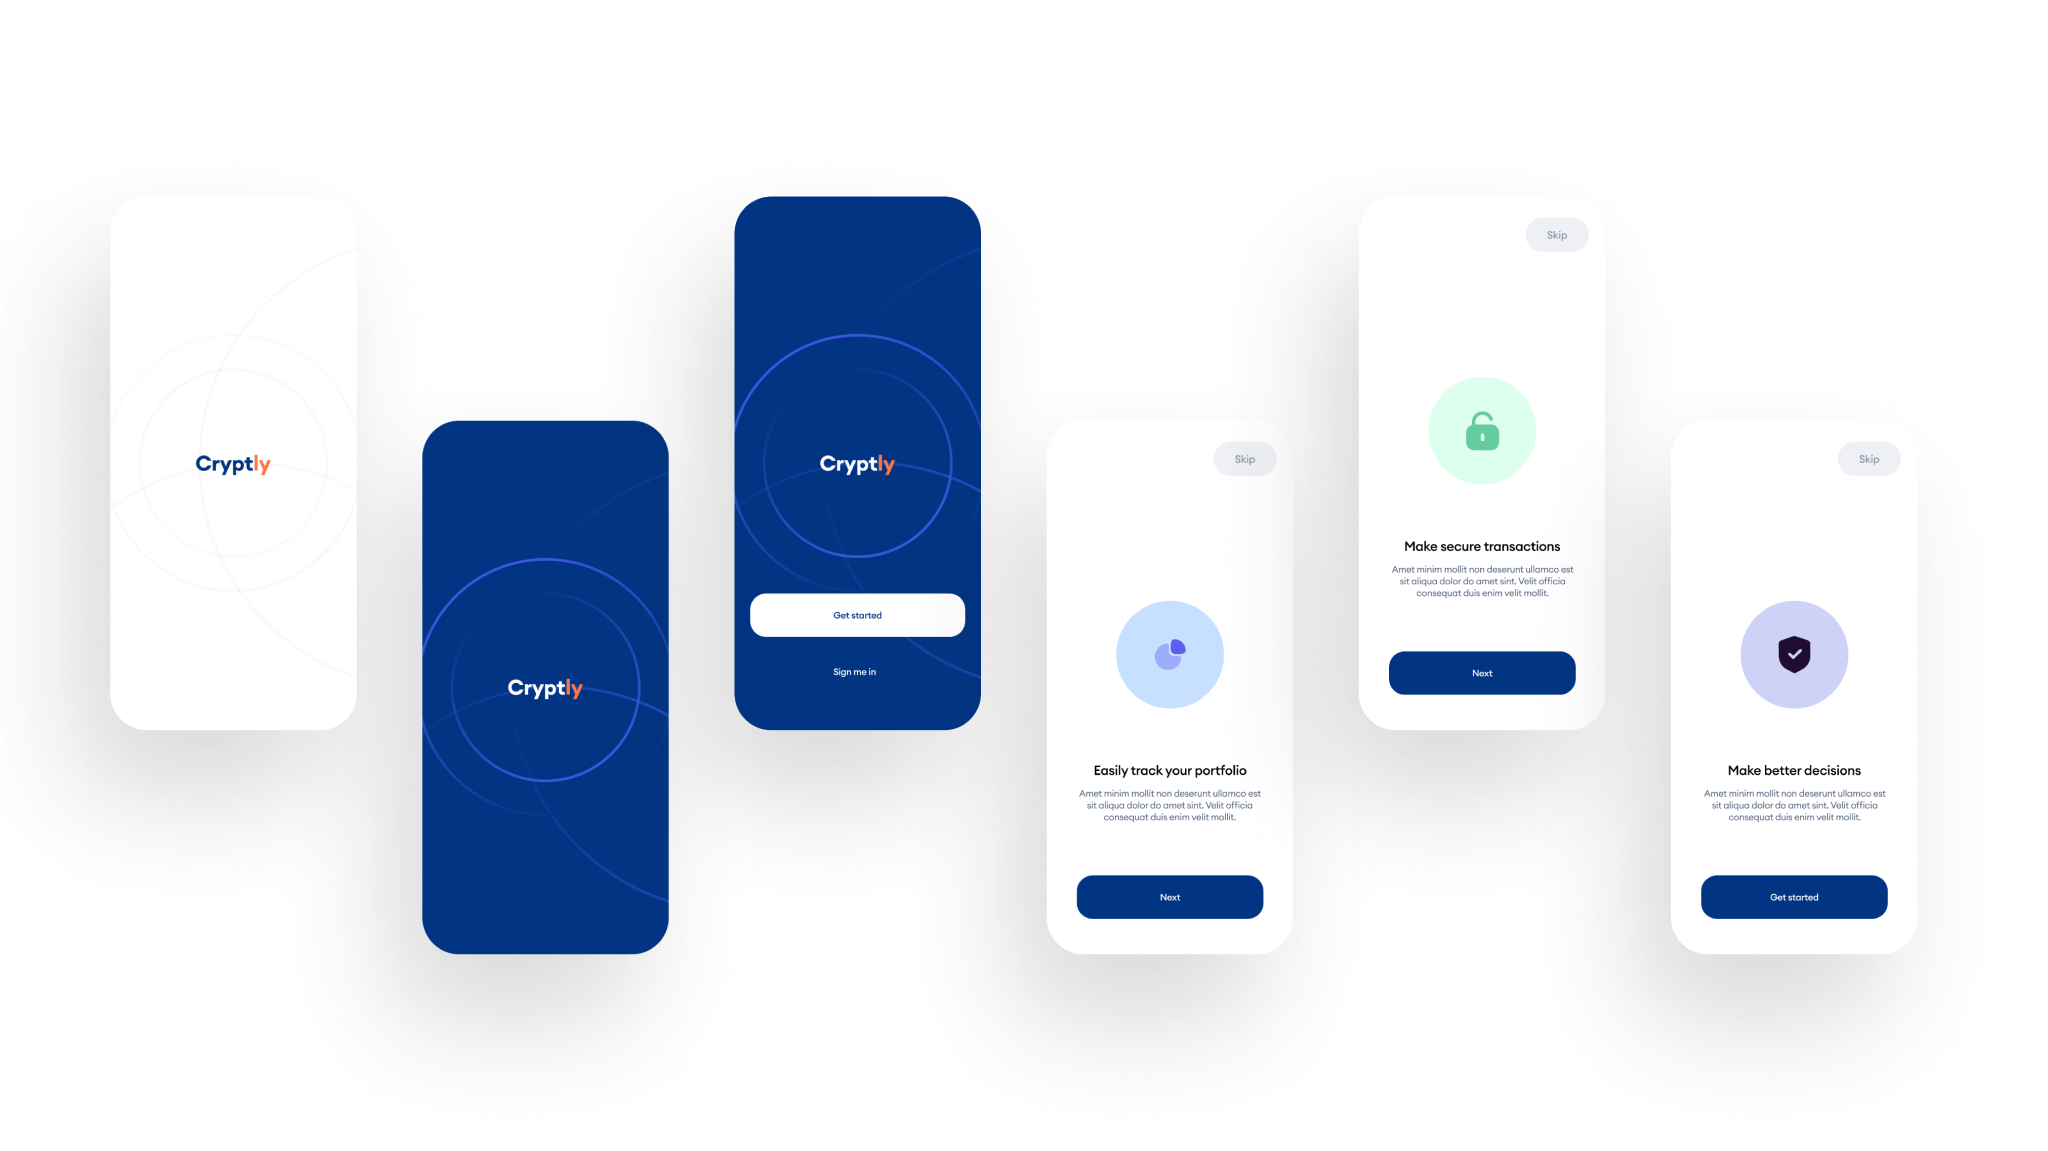 Cryptly
Cryptly
Cryptly
Get started
Sign me in
Skip
Easily track your portfolio
Amet minim mollit non deserunt ullamco est
sit aliqua dolor do amet sint. Velit officia
consequat duis enim velit mollit.
Next
Skip
Make secure transactions
Amet minim mollit non deserunt ullamco est
sit aliqua dolor do amet sint. Velit officia
consequat duis enim velit mollit.
Next
Skip
Make better decisions
Amet minim mollit non deserunt ullamco est
sit aliqua dolor do amet sint. Velit officia
consequat duis enim velit mollit.
Get started